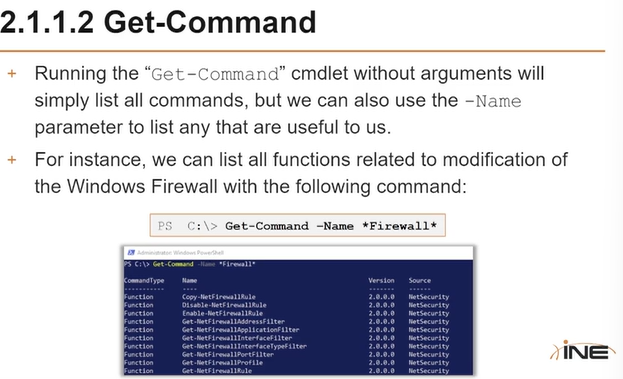 2.1.1.2 Get-Command
+ Running the “Get-Command” cmdlet without arguments will
simply list all commands, but we can also use the -Name
parameter to list any that are useful to us.
+ For instance, we can list all functions related to modification of
the Windows Firewall with the following command:
PS C:\> Get-Command –Name *Firewall*
Administrator: Windows PowerShell
PS C:\> Get-Command -Name *Firewall*
CommandType Name Version Source
----------- ---- ------- ------
Function Copy-NetFirewallRule 2.0.0.0 NetSecurity
Function Disable-NetFirewallRule 2.0.0.0 NetSecurity
Function Enable-NetFirewallRule 2.0.0.0 NetSecurity
Function Get-NetFirewallAddressFilter 2.0.0.0 NetSecurity
Function Get-NetFirewallApplicationFilter 2.0.0.0 NetSecurity
Function Get-NetFirewallInterfaceFilter 2.0.0.0 NetSecurity
Function Get-NetFirewallInterfaceTypeFilter 2.0.0.0 NetSecurity
Function Get-NetFirewallPortFilter 2.0.0.0 NetSecurity
Function Get-NetFirewallProfile 2.0.0.0 NetSecurity
Function Get-NetFirewallRule 2.0.0.0 NetSecurity
INE